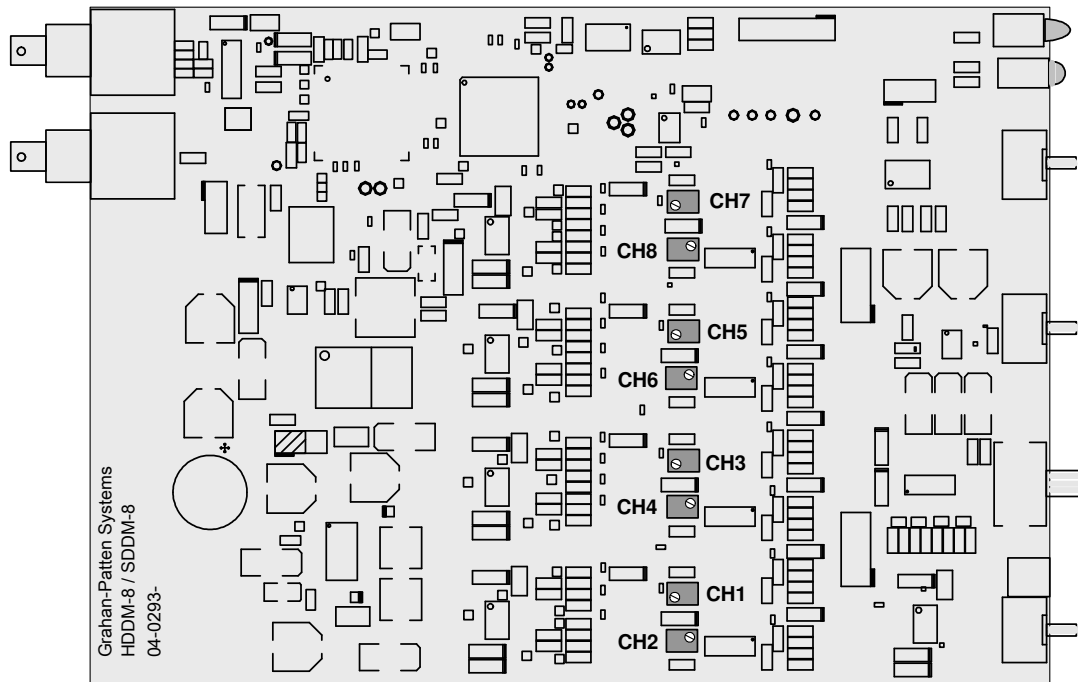 CH7
CH8
CH5
CH6
CH3
CH4
CH1
CH2
Grahan-Patten Systems
HDDM-8 / SDDM-8
04-0293-